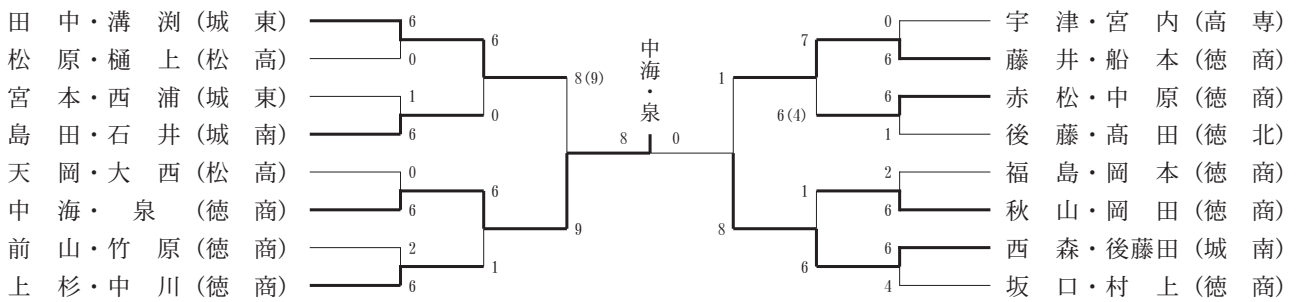 田　中・溝　渕（城　東）
松　原・樋　上（松　高）
宮　本・西　浦（城　東）
島　田・石　井（城　南）
天　岡・大　西（松　高）
中　海・　泉　（徳　商）
前　山・竹　原（徳　商）
上　杉・中　川（徳　商）
6
0
1
6
0
6
2
6
6
0
6
1
8(9)
9
中海・泉
8
0
1
8
7
6(4)
1
6
0
6
6
1
2
6
6
4
宇　津・宮　内（高　専）
藤　井・船　本（徳　商）
赤　松・中　原（徳　商）
後　藤・髙　田（徳　北）
福　島・岡　本（徳　商）
秋　山・岡　田（徳　商）
西　森・後藤田（城　南）
坂　口・村　上（徳　商）